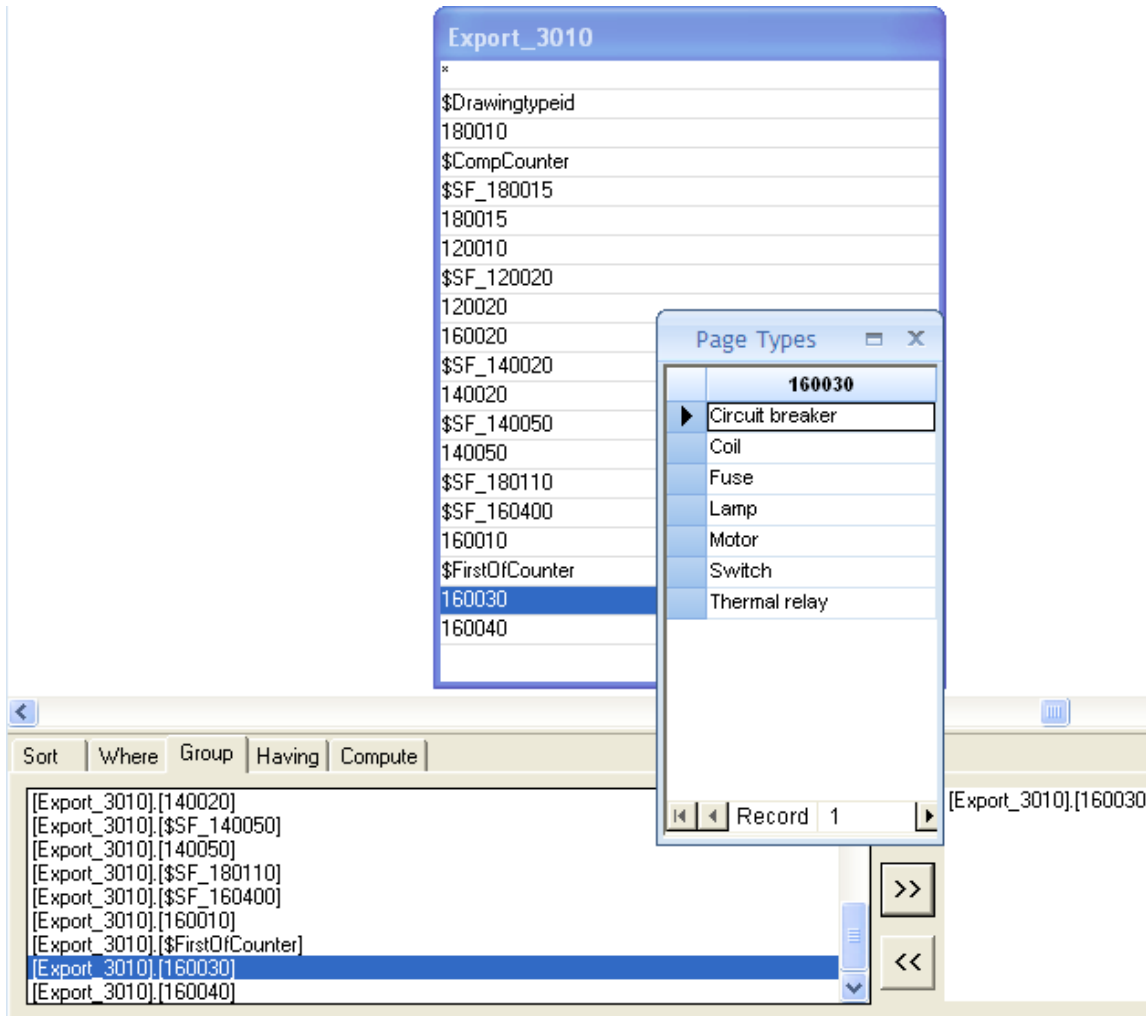 Export_3010
*
$Drawingtypeid
180010
$CompCounter
$SF_180015
180015
120010
$SF_120020
120020
160020
$SF_140020
140020
$SF_140050
140050
$SF_180110
$SF_160400
160010
$FirstOfCounter
160030
160040
Page Types
160030
Circuit breaker
Coil
Fuse
Lamp
Motor
Switch
Thermal relay
Record 1
Sort Where Group Having Compute
[Export_3010].[140020]
[Export_3010].[$SF_140050]
[Export_3010].[140050]
[Export_3010].[$SF_180110]
[Export_3010].[$SF_160400]
[Export_3010].[160010]
[Export_3010].[$FirstOfCounter]
[Export_3010].[160030]
[Export_3010].[160040]
>>
<<
[Export_3010].[160030